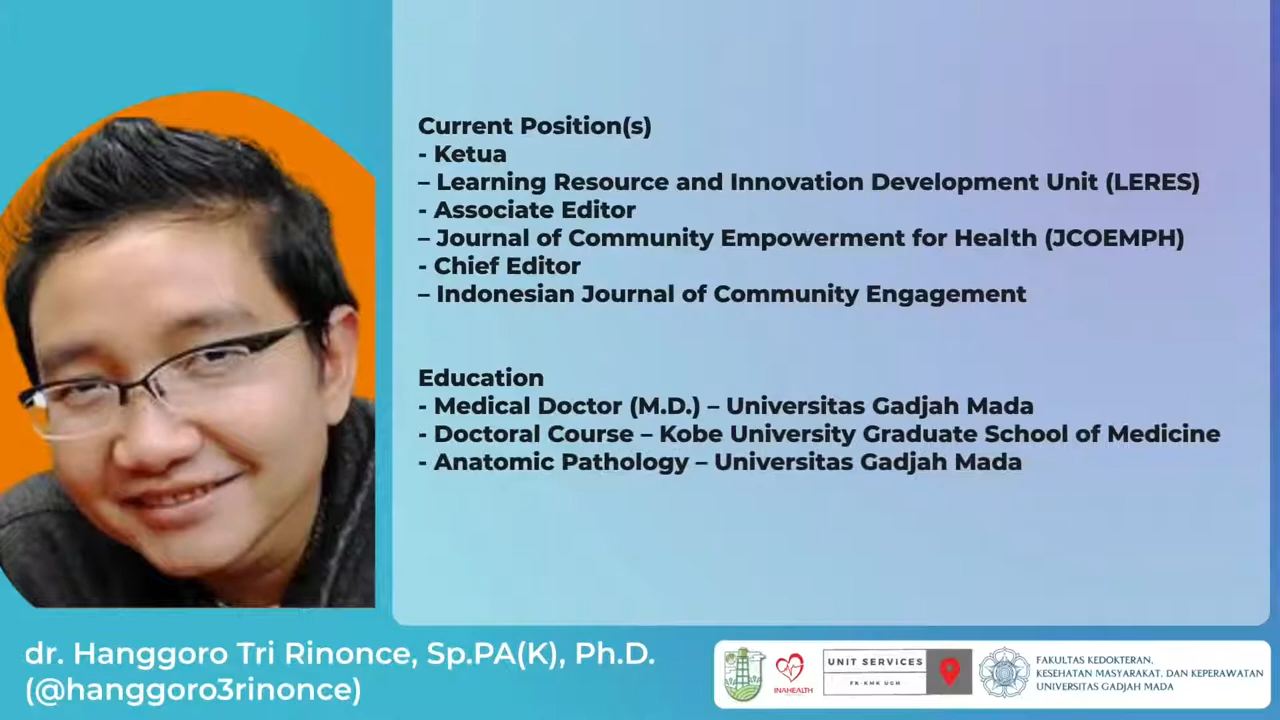 Current Position(s)
- Ketua
– Learning Resource and Innovation Development Unit (LERES)
- Associate Editor
– Journal of Community Empowerment for Health (JCOEMPH)
- Chief Editor
– Indonesian Journal of Community Engagement
Education
- Medical Doctor (M.D.) – Universitas Gadjah Mada
- Doctoral Course – Kobe University Graduate School of Medicine
- Anatomic Pathology – Universitas Gadjah Mada
dr. Hanggoro Tri Rinonce, Sp.PA(K), Ph.D.
(@hanggoro3rinonce)
INAHEALTH
UNIT SERVICES
FK-KMK UGM
FAKULTAS KEDOKTERAN,
KESEHATAN MASYARAKAT, DAN KEPERAWATAN
UNIVERSITAS GADJAH MADA